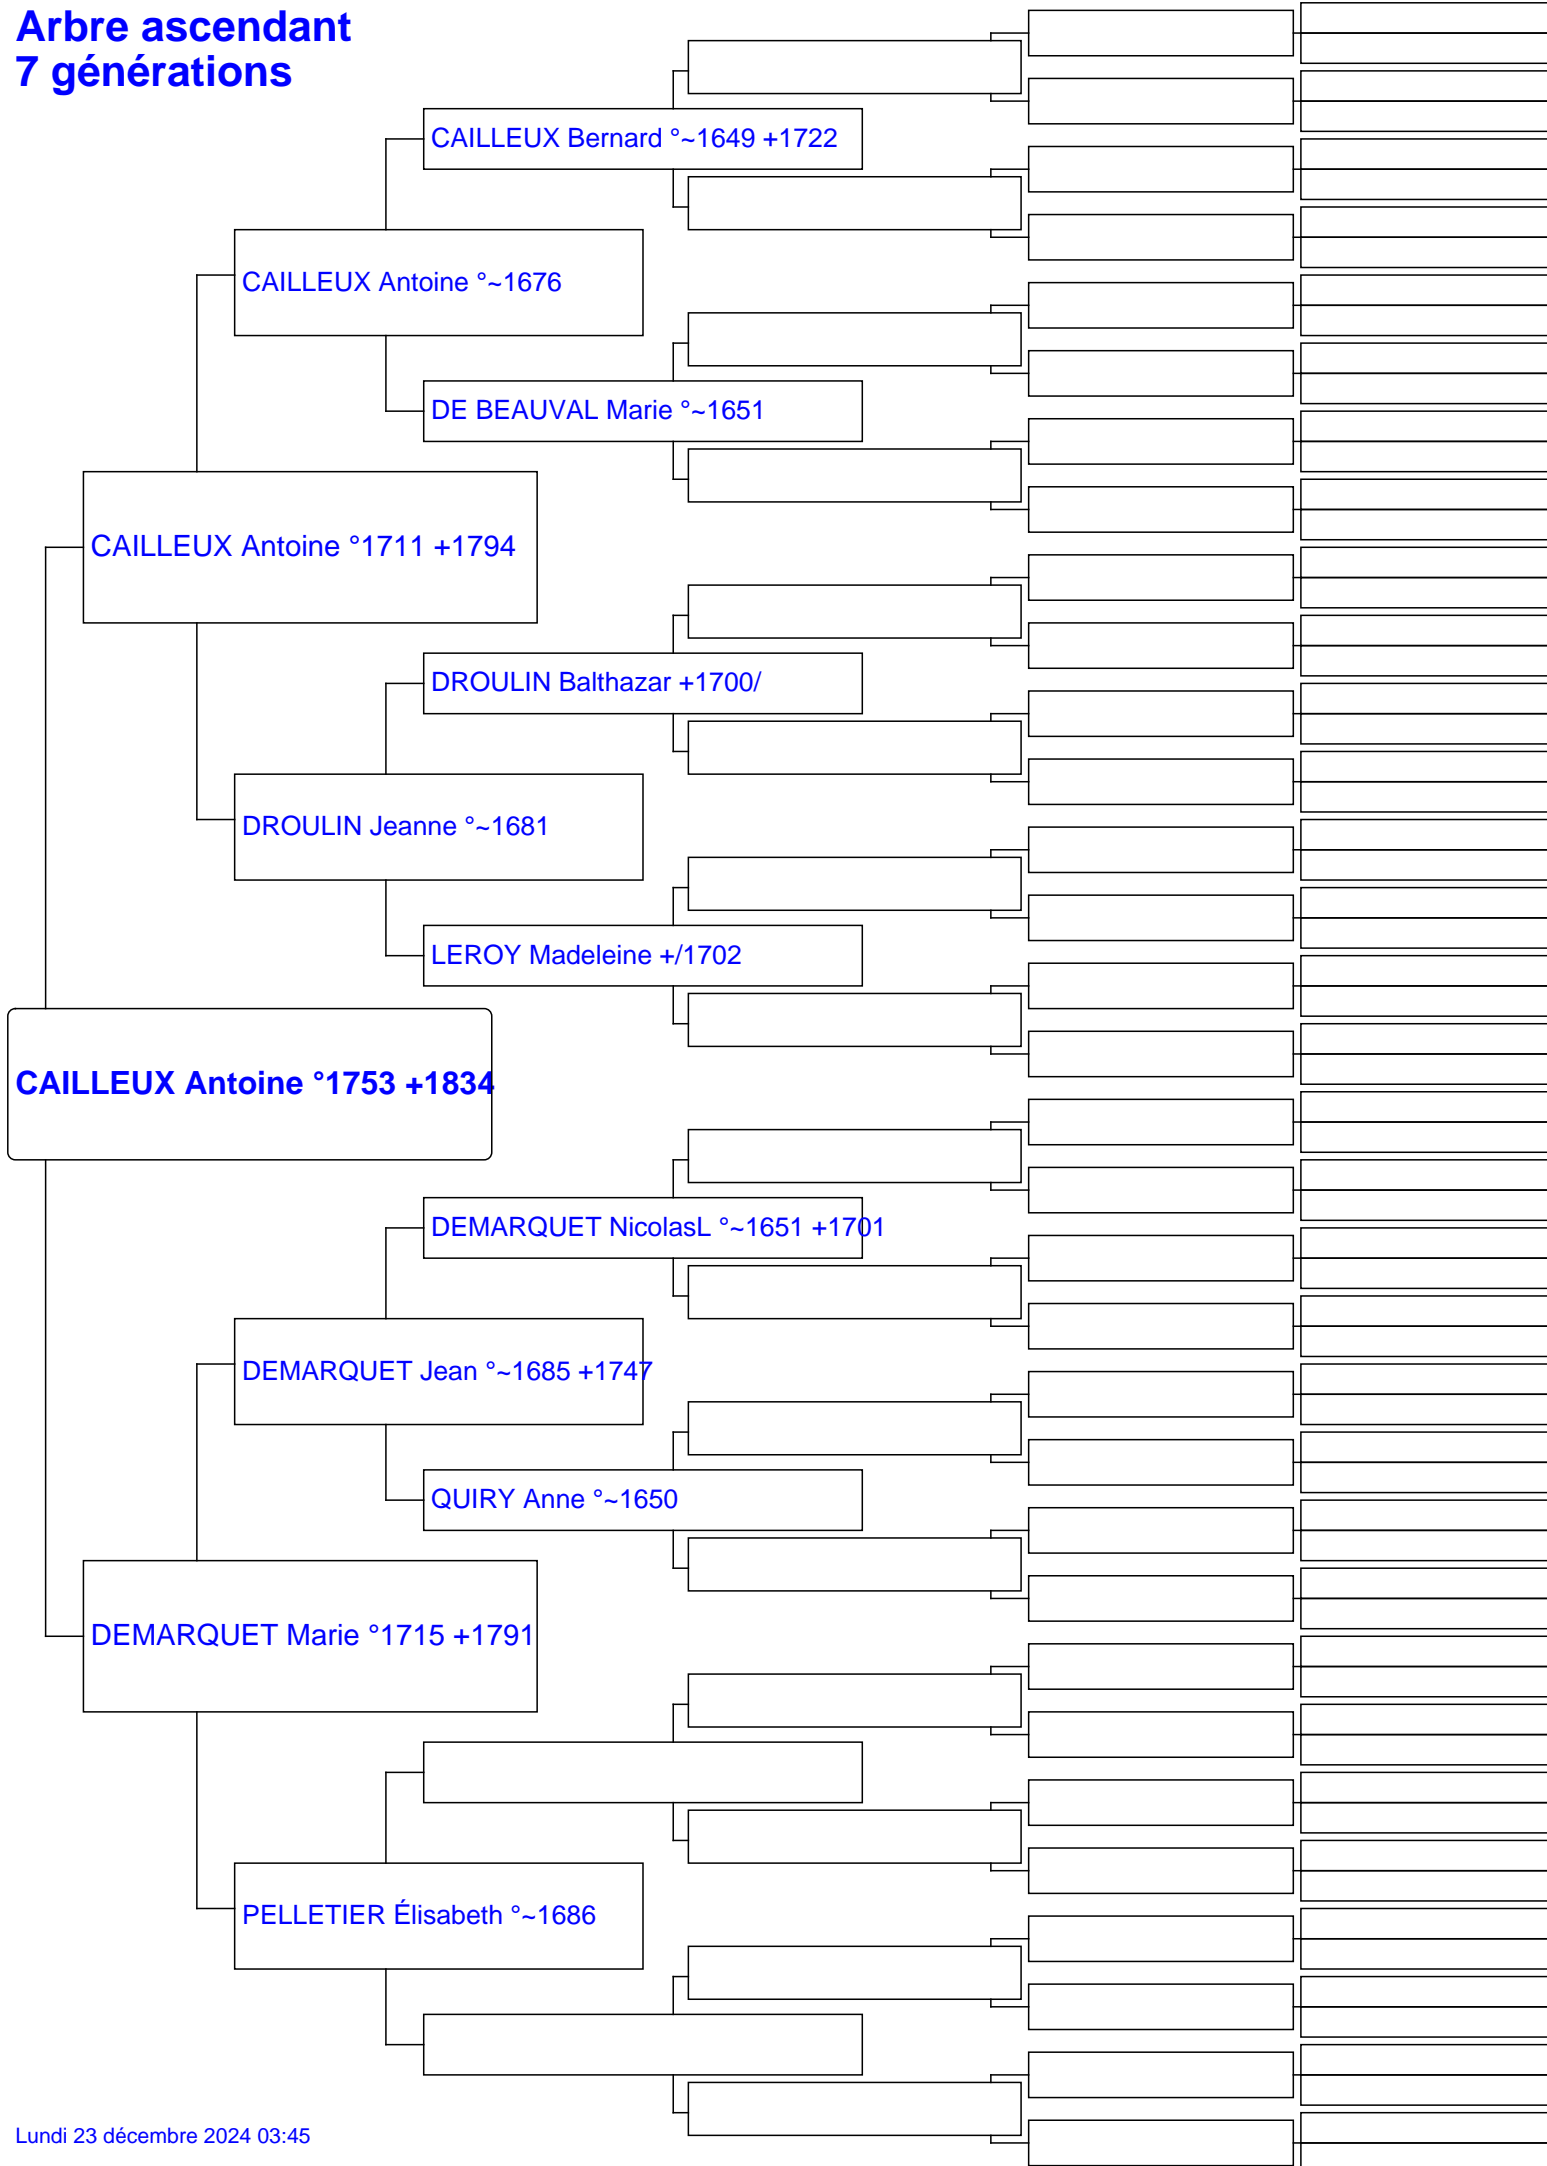 Arbre ascendant
7 générations
CAILLEUX Bernard °~1649 +1722
CAILLEUX Antoine °~1676
DE BEAUVAL Marie °~1651
CAILLEUX Antoine °1711 +1794
DROULIN Balthazar +1700/
DROULIN Jeanne °~1681
LEROY Madeleine +/1702
CAILLEUX Antoine °1753 +1834
DEMARQUET NicolasL °~1651 +1701
DEMARQUET Jean °~1685 +1747
QUIRY Anne °~1650
DEMARQUET Marie °1715 +1791
PELLETIER Élisabeth °~1686
Lundi 23 décembre 2024 03:45